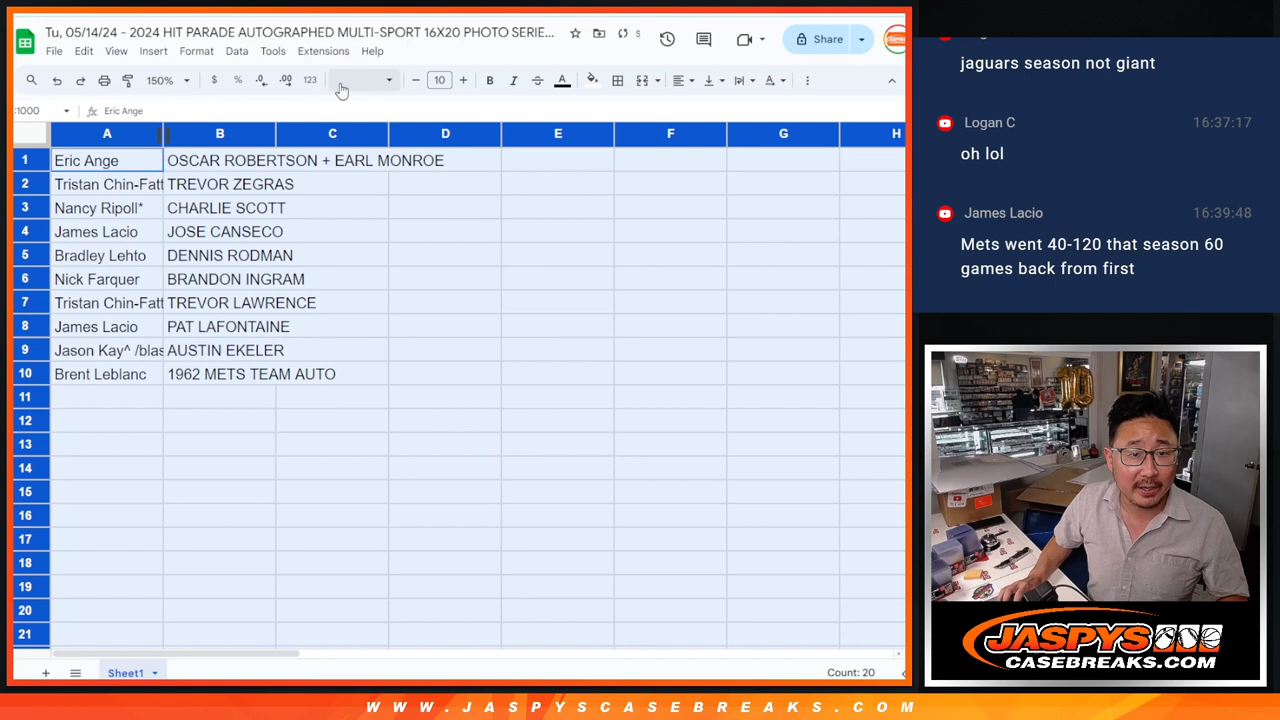 Tu, 05/14/24 - 2024 HIT PARADE AUTOGRAPHED MULTI-SPORT 16X20 PHOTO SERIE...
File Edit View Insert Format Data Tools Extensions Help
Share
150% $ % .0 .00 123 10 B I A
:1000 fx Eric Ange
A B C D E F G H
1 Eric Ange OSCAR ROBERTSON + EARL MONROE
2 Tristan Chin-Fatt TREVOR ZEGRAS
3 Nancy Ripoll* CHARLIE SCOTT
4 James Lacio JOSE CANSECO
5 Bradley Lehto DENNIS RODMAN
6 Nick Farquer BRANDON INGRAM
7 Tristan Chin-Fatt TREVOR LAWRENCE
8 James Lacio PAT LAFONTAINE
9 Jason Kay^ /blas AUSTIN EKELER
10 Brent Leblanc 1962 METS TEAM AUTO
11
12
13
14
15
16
17
18
19
20
21
Sheet1
Count: 20
jaguars season not giant
Logan C 16:37:17
oh lol
James Lacio 16:39:48
Mets went 40-120 that season 60
games back from first
10
JASPYS
CASEBREAKS.COM
WWW.JASPYSCASEBREAKS.COM